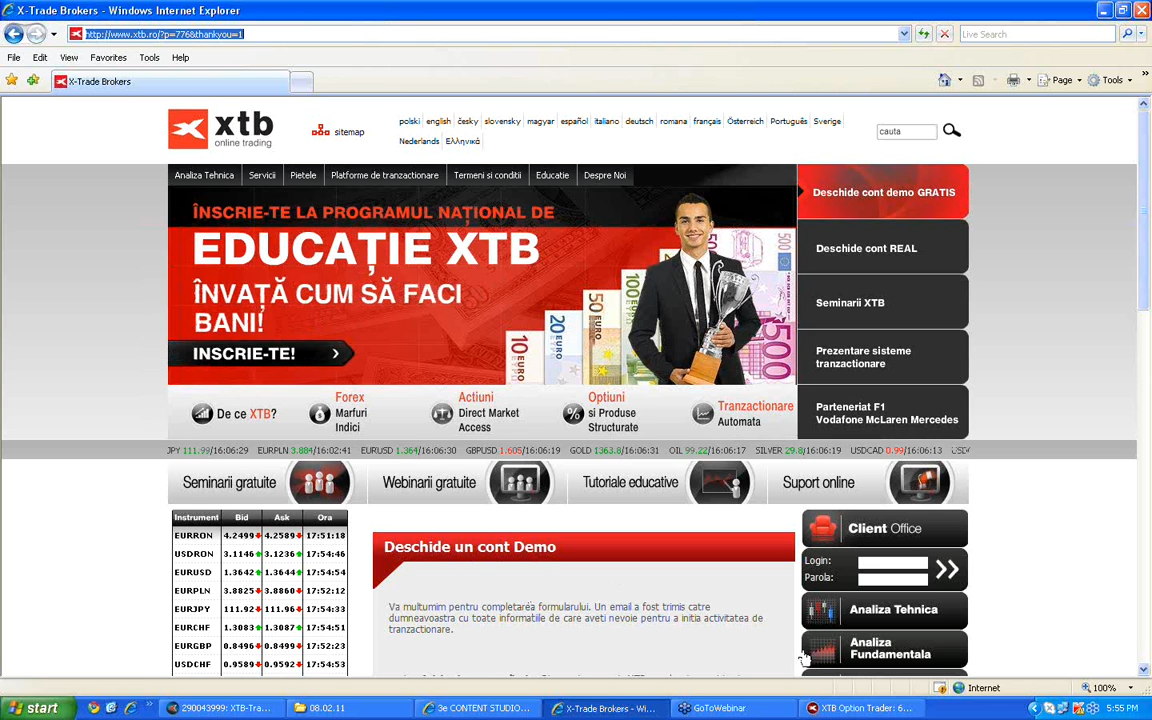 X-Trade Brokers - Windows Internet Explorer
http://www.xtb.ro/?p=776&thankyou=1
Live Search
File Edit View Favorites Tools Help
X-Trade Brokers
Page Tools
xtb
online trading
sitemap
polski english česky slovensky magyar español italiano deutsch romana français Österreich Português Sverige
Nederlands Ελληνικά
cauta
Analiza Tehnica Servicii Pietele Platforme de tranzactionare Termeni si conditii Educatie Despre Noi
ÎNSCRIE-TE LA PROGRAMUL NAȚIONAL DE
EDUCAȚIE XTB
ÎNVAȚĂ CUM SĂ FACI
BANI!
INSCRIE-TE!
10 EURO
20 EURO
50 EURO
100 EURO
500
Deschide cont demo GRATIS
Deschide cont REAL
Seminarii XTB
Prezentare sisteme
tranzactionare
Parteneriat F1
Vodafone McLaren Mercedes
De ce XTB?
Forex
Marfuri
Indici
Actiuni
Direct Market
Access
Optiuni
si Produse
Structurate
Tranzactionare
Automata
JPY 111.99/16:06:29 EURPLN 3.884/16:02:41 EURUSD 1.364/16:06:30 GBPUSD 1.605/16:06:19 GOLD 1363.8/16:06:31 OIL 99.22/16:06:17 SILVER 29.8/16:06:19 USDCAD 0.99/16:06:13
Seminarii gratuite Webinarii gratuite Tutoriale educative Suport online
Instrument Bid Ask Ora
EURRON 4.2499 4.2589 17:51:18
USDRON 3.1146 3.1236 17:54:46
EURUSD 1.3642 1.3644 17:54:54
EURPLN 3.8825 3.8860 17:52:12
EURJPY 111.92 111.96 17:54:33
EURCHF 1.3083 1.3087 17:54:51
EURGBP 0.8496 0.8499 17:52:23
USDCHF 0.9589 0.9592 17:54:53
Deschide un cont Demo
Va multumim pentru completarea formularului. Un email a fost trimis catre
dumneavoastra cu toate informatiile de care aveti nevoie pentru a initia activitatea de
tranzactionare.
Client Office
Login:
Parola:
Analiza Tehnica
Analiza
Fundamentala
Internet 100%
start
290043999: XTB-Tra...
08.02.11
3e CONTENT STUDIO...
X-Trade Brokers - Wi...
GoToWebinar
XTB Option Trader: 6...
5:55 PM